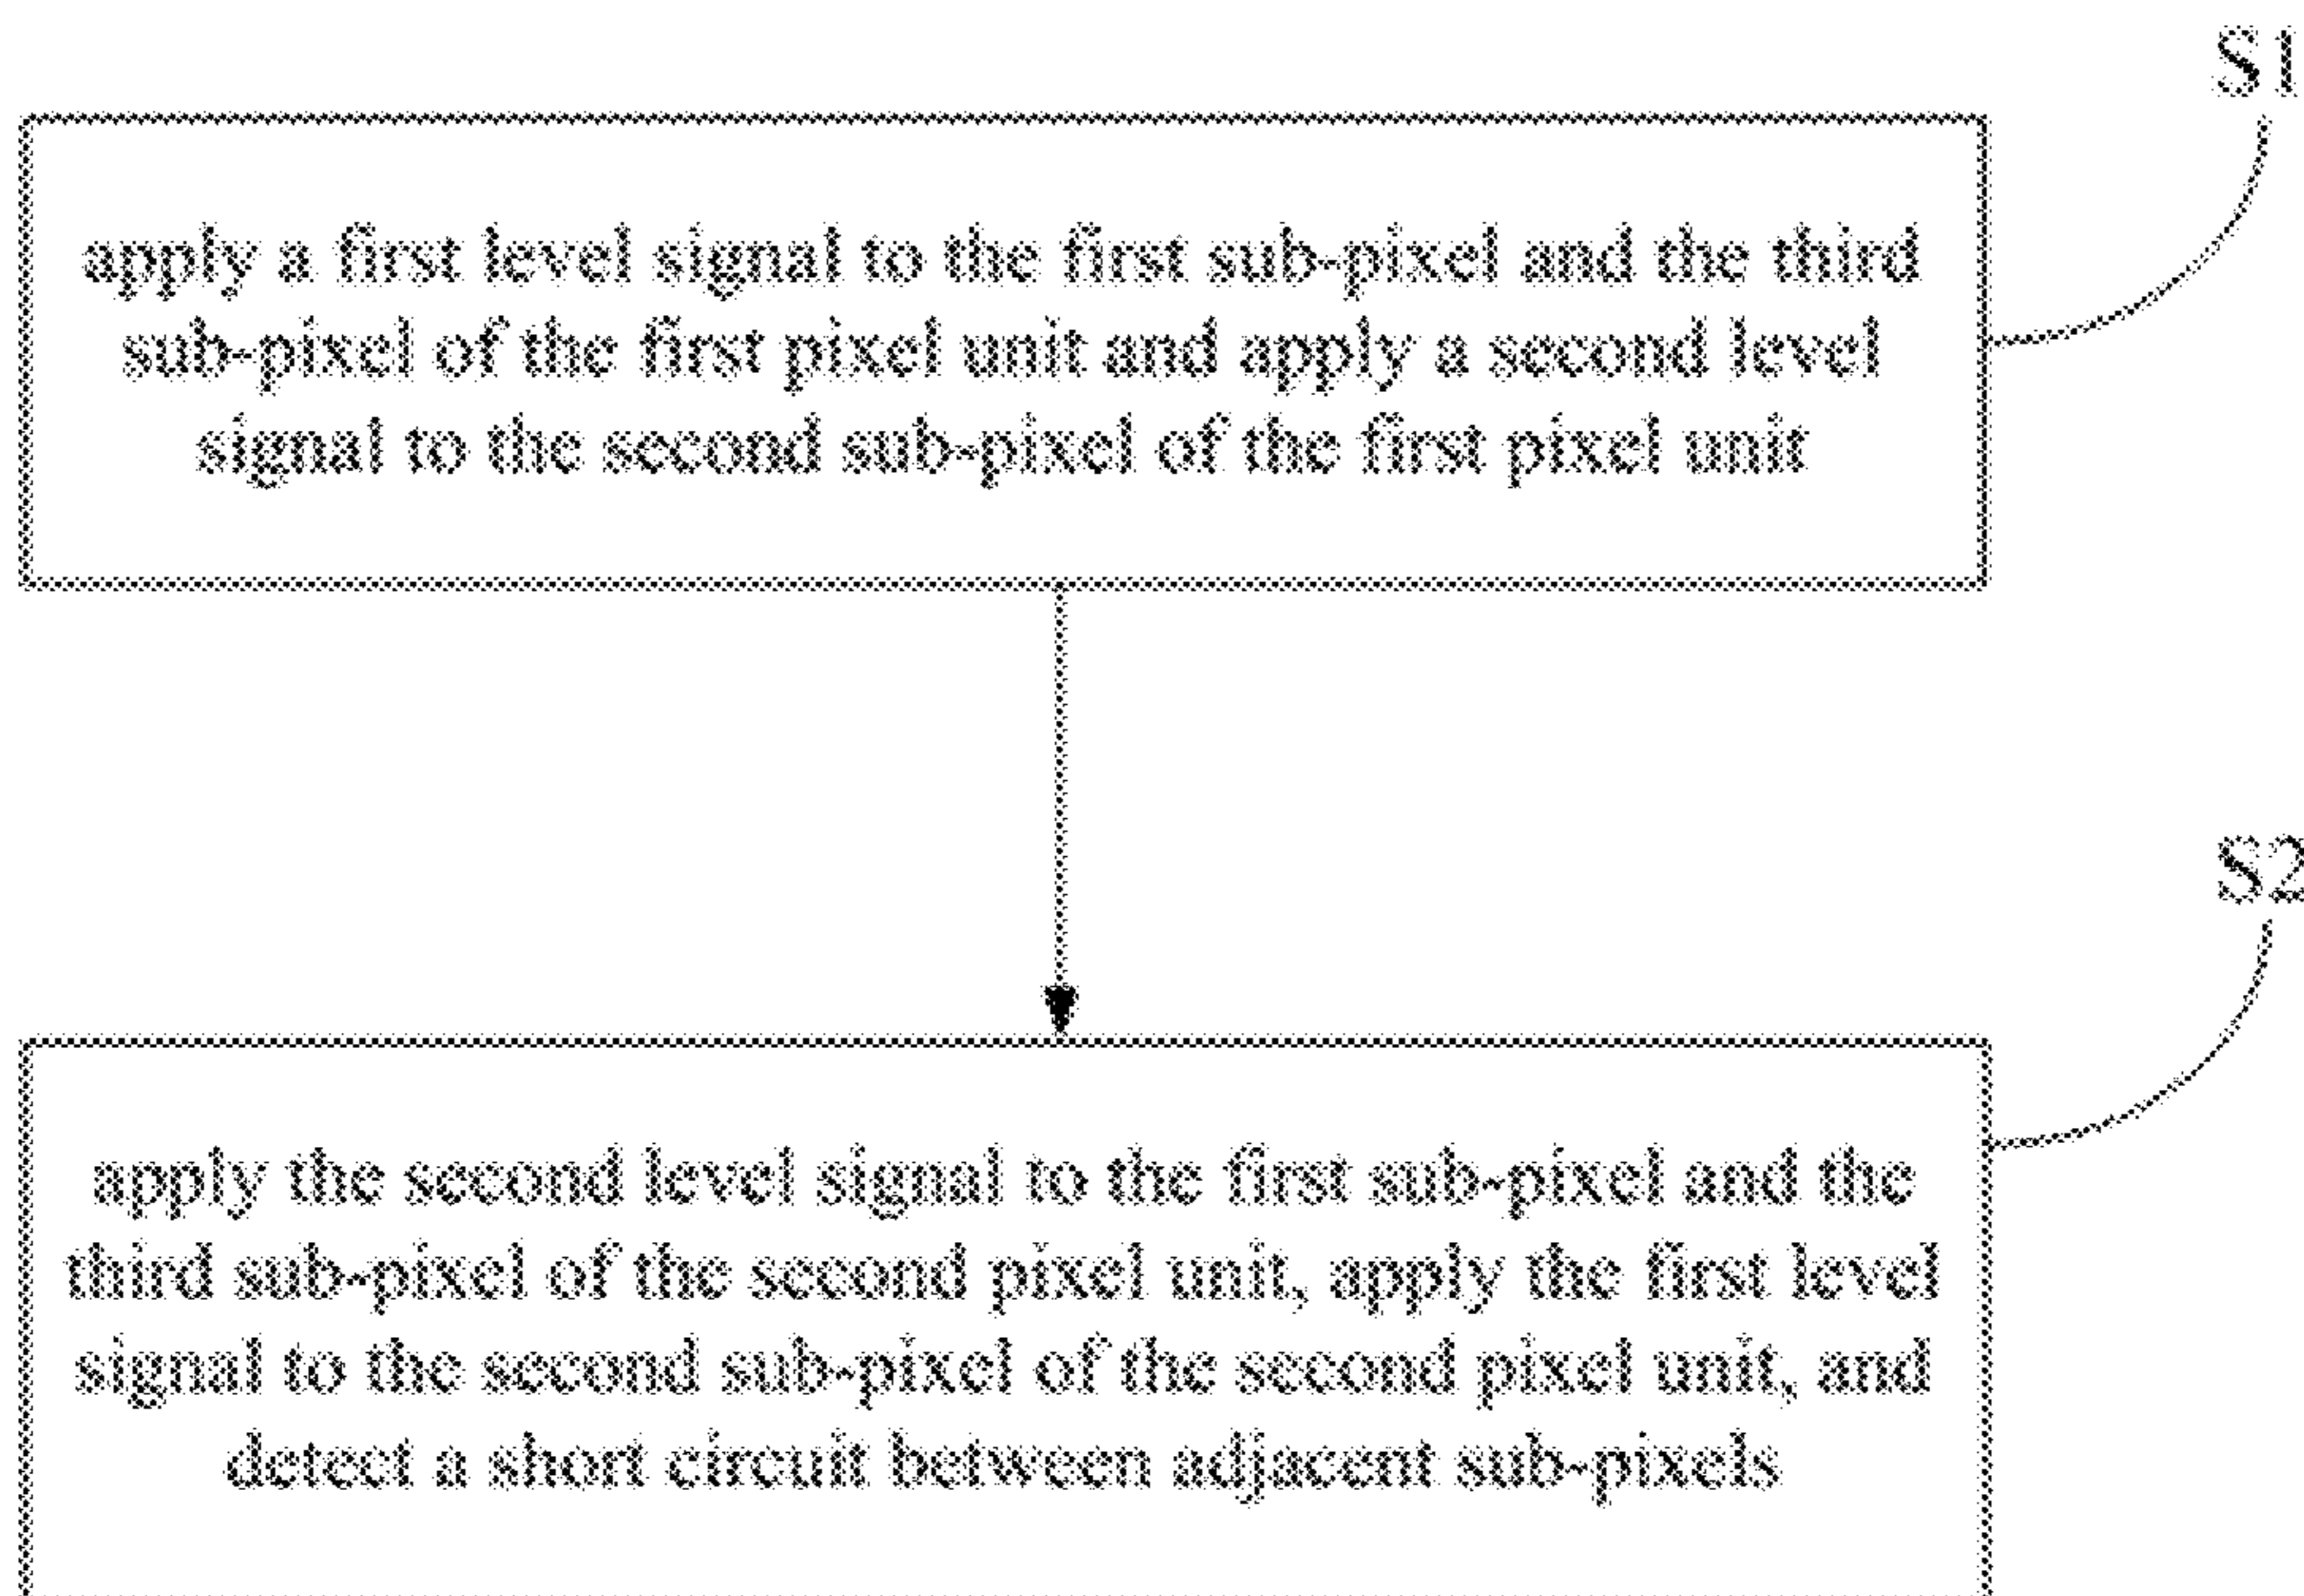 S1
apply a first level signal to the first sub-pixel and the third
sub-pixel of the first pixel unit and apply a second level
signal to the second sub-pixel of the first pixel unit
S2
apply the second level signal to the first sub-pixel and the
third sub-pixel of the second pixel unit, apply the first level
signal to the second sub-pixel of the second pixel unit, and
detect a short circuit between adjacent sub-pixels